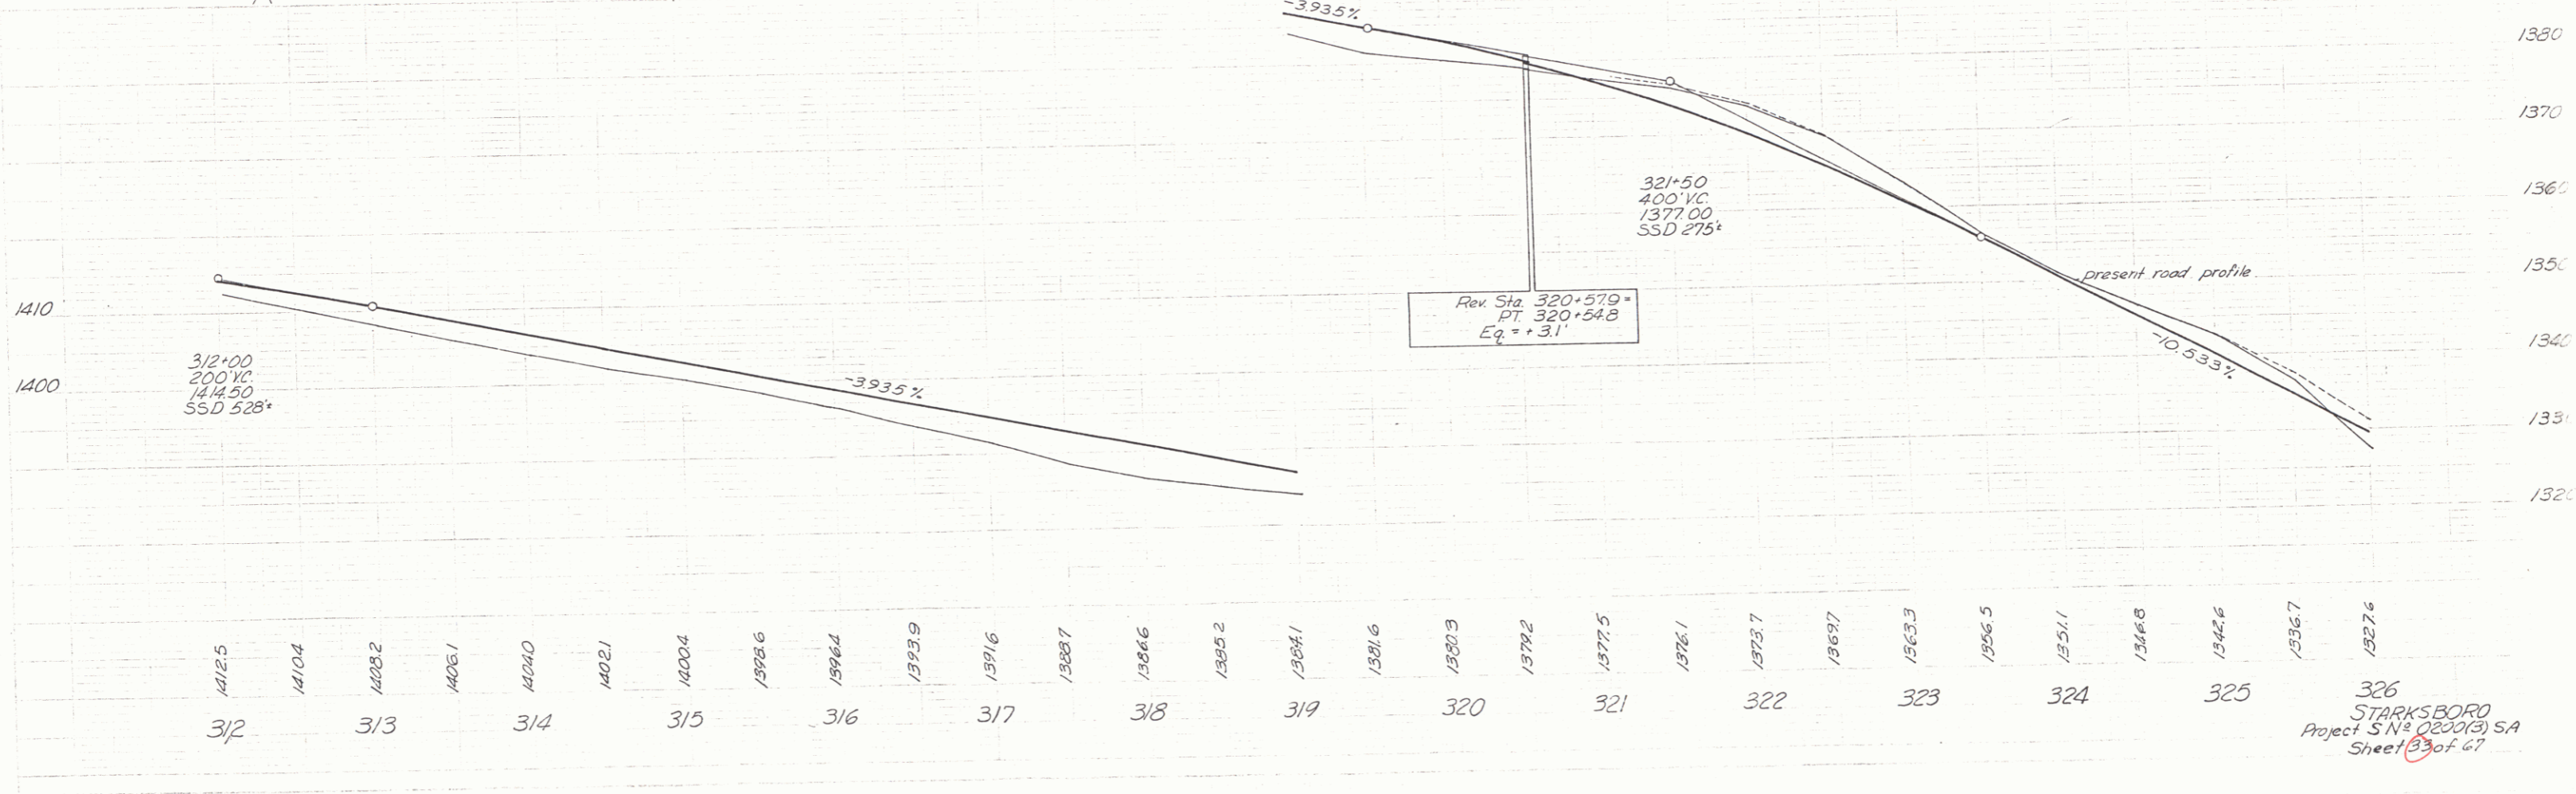 -3.935%
1380
1370
1360
1350
1340
1330
1320
321+50
400' V.C.
1377.00
SSD 275'±
present road profile
-10.533%
Rev. Sta. 320+57.9 =
P.T. 320+54.8
Eq. = + 3.1'
1410
1400
312+00
200' V.C.
1414.50
SSD 528'±
-3.935%
1412.5 1410.4 1408.2 1406.1 1404.0 1402.1 1400.4 1398.6 1396.4 1393.9 1391.6 1388.7 1386.6 1385.2 1384.1 1381.6 1380.3 1379.2 1377.5 1376.1 1373.7 1369.7 1363.3 1356.5 1351.1 1346.8 1342.6 1336.7 1327.6
312 313 314 315 316 317 318 319 320 321 322 323 324 325 326
STARKSBORO
Project S Nº 0200(3) SA
Sheet 33 of 67